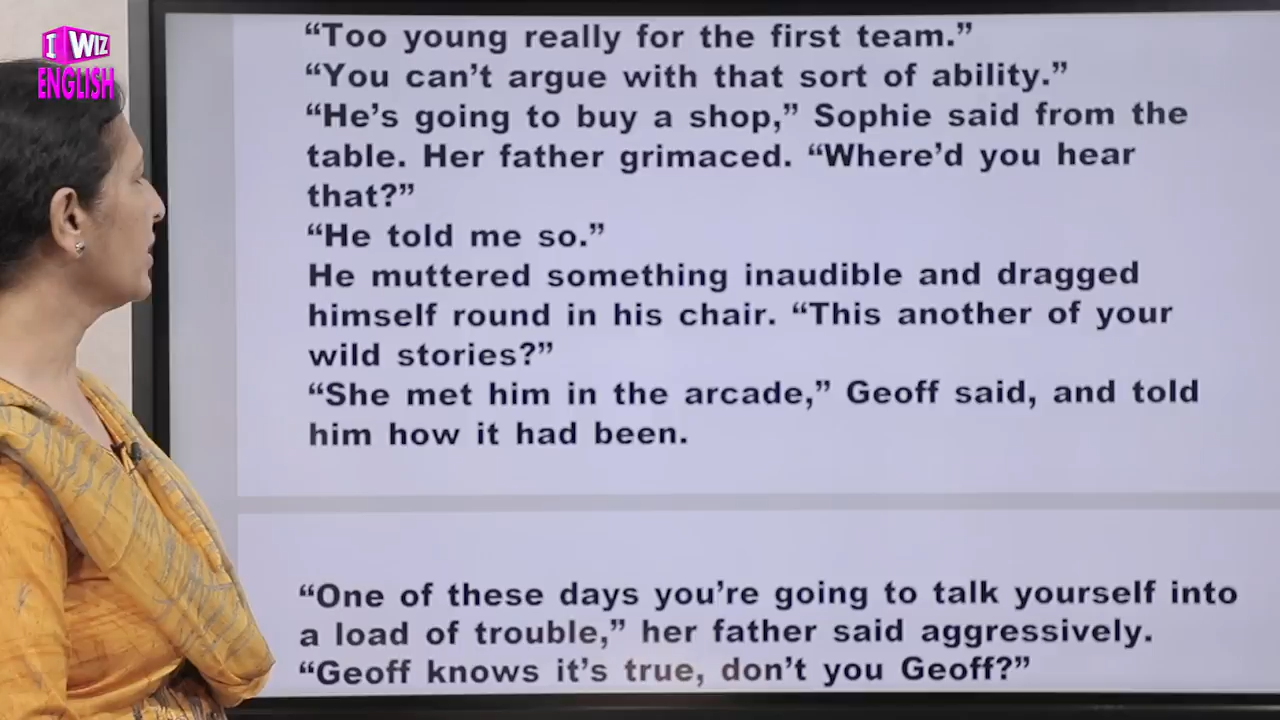 I WIZ
ENGLISH
“Too young really for the first team.”
“You can’t argue with that sort of ability.”
“He’s going to buy a shop,” Sophie said from the
table. Her father grimaced. “Where’d you hear
that?”
“He told me so.”
He muttered something inaudible and dragged
himself round in his chair. “This another of your
wild stories?”
“She met him in the arcade,” Geoff said, and told
him how it had been.
“One of these days you’re going to talk yourself into
a load of trouble,” her father said aggressively.
“Geoff knows it’s true, don’t you Geoff?”